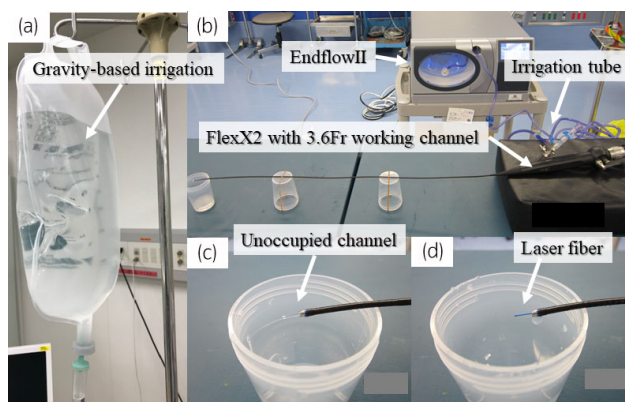 (a)
Gravity-based irrigation
(b)
EndflowII
Irrigation tube
FlexX2 with 3.6Fr working channel
(c)
Unoccupied channel
(d)
Laser fiber